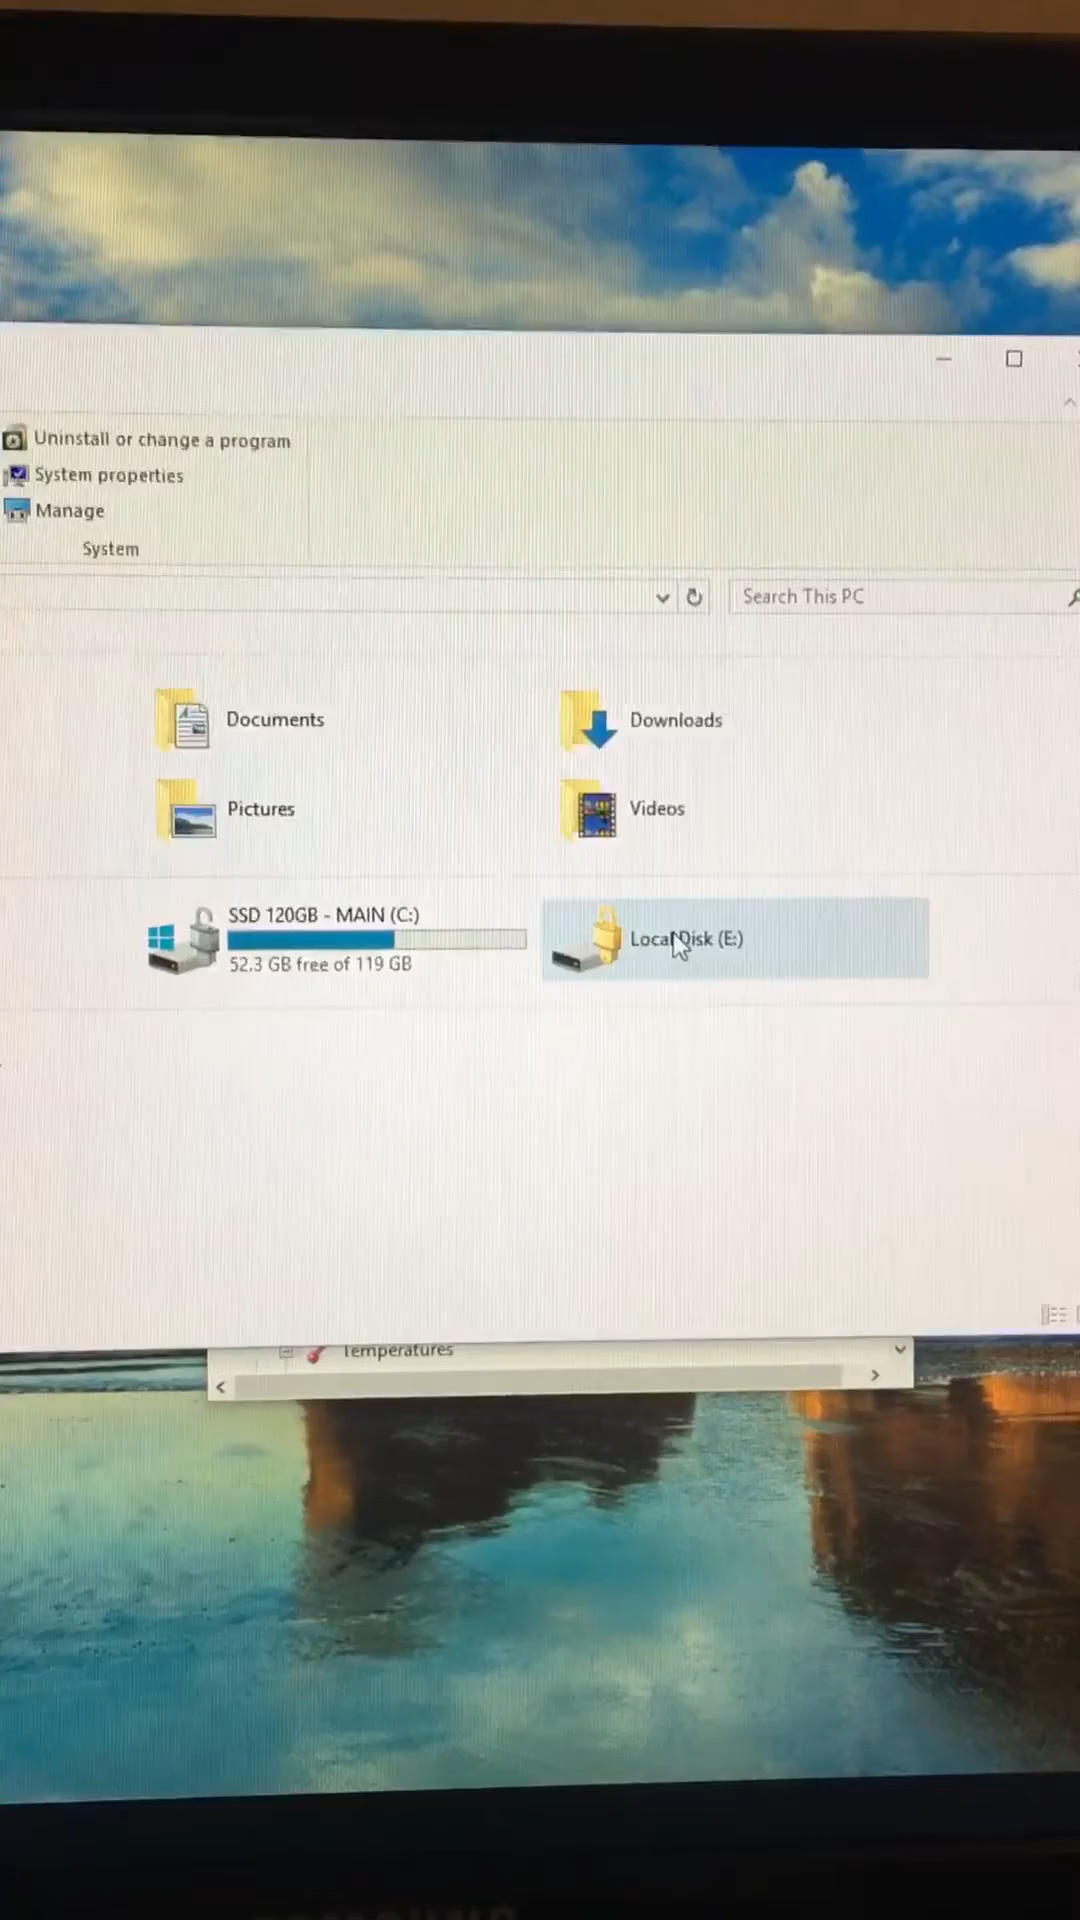 Uninstall or change a program
System properties
Manage
System
Search This PC
Documents
Downloads
Pictures
Videos
SSD 120GB - MAIN (C:)
52.3 GB free of 119 GB
Local Disk (E:)
Temperatures